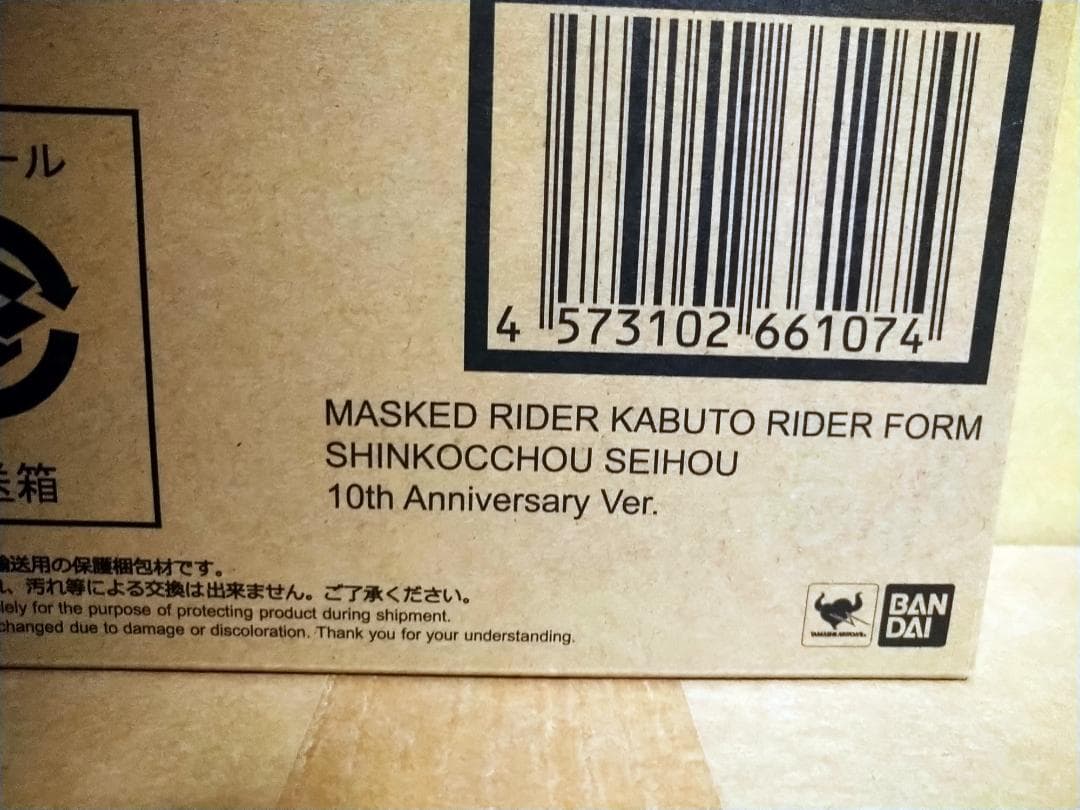 ール
送箱
4 573102 661074
MASKED RIDER KABUTO RIDER FORM
SHINKOCCHOU SEIHOU
10th Anniversary Ver.
輸送用の保護梱包材です。
、汚れ等による交換は出来ません。ご了承ください。
lely for the purpose of protecting product during shipment.
changed due to damage or discoloration. Thank you for your understanding.
TAMASHII NATIONS
BAN
DAI